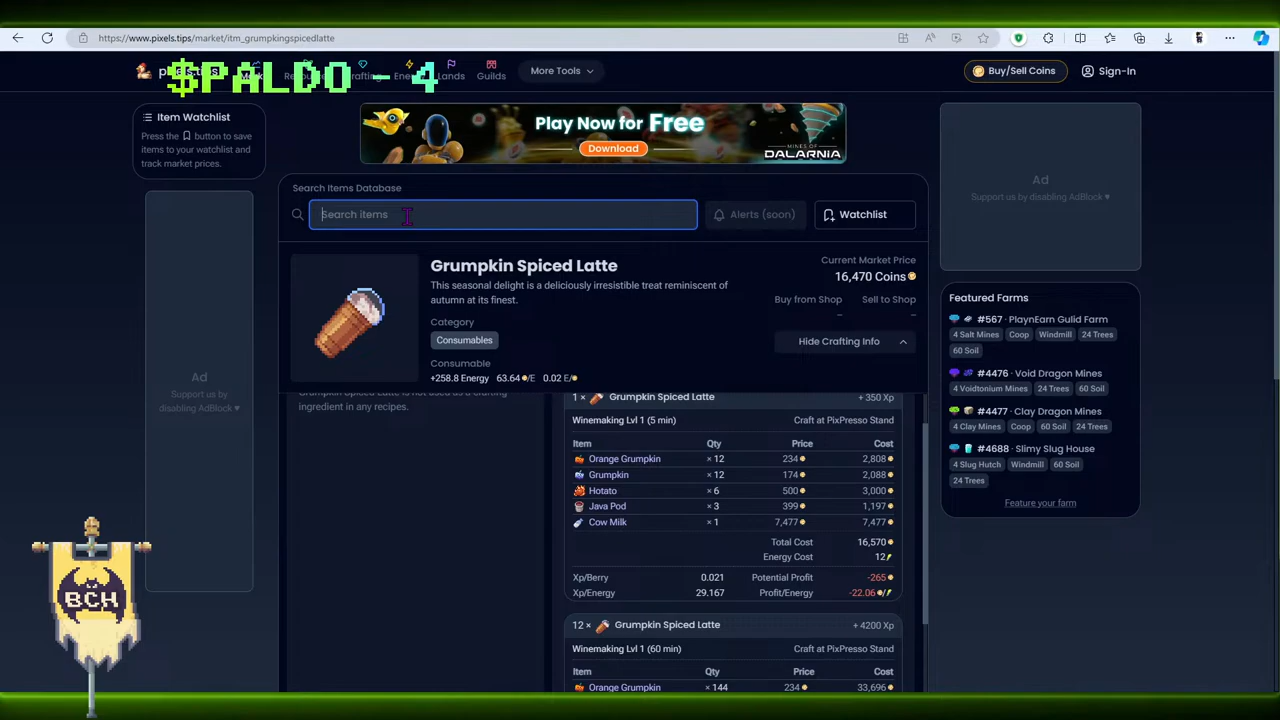 https://www.pixels.tips/market/itm_grumpkingspicedlatte
$PALDO - 4
Lands
Guilds
More Tools
Buy/Sell Coins
Sign-In
Item Watchlist
Press the button to save
items to your watchlist and
track market prices.
Play Now for Free
Download
MINES OF
DALARNIA
Ad
Support us by disabling AdBlock ♥
Search Items Database
Search items
Alerts (soon)
Watchlist
Grumpkin Spiced Latte
This seasonal delight is a deliciously irresistible treat reminiscent of
autumn at its finest.
Category
Consumables
Consumable
+258.8 Energy 63.64 /E 0.02 E/
Current Market Price
16,470 Coins
Buy from Shop Sell to Shop
– –
Hide Crafting Info
Ad
Support us by
disabling AdBlock ♥
Grumpkin Spiced Latte is not used as a crafting
ingredient in any recipes.
1 × Grumpkin Spiced Latte + 350 Xp
Winemaking Lvl 1 (5 min) Craft at PixPresso Stand
Item Qty Price Cost
Orange Grumpkin × 12 234 2,808
Grumpkin × 12 174 2,088
Hotato × 6 500 3,000
Java Pod × 3 399 1,197
Cow Milk × 1 7,477 7,477
Total Cost 16,570
Energy Cost 12
Xp/Berry 0.021 Potential Profit -265
Xp/Energy 29.167 Profit/Energy -22.06 /
12 × Grumpkin Spiced Latte + 4200 Xp
Winemaking Lvl 1 (60 min) Craft at PixPresso Stand
Item Qty Price Cost
Orange Grumpkin × 144 234 33,696
Featured Farms
#567 · PlaynEarn Guild Farm
4 Salt Mines Coop Windmill 24 Trees
60 Soil
#4476 · Void Dragon Mines
4 Voidtonium Mines 24 Trees 60 Soil
#4477 · Clay Dragon Mines
4 Clay Mines Coop 60 Soil 24 Trees
#4688 · Slimy Slug House
4 Slug Hutch Windmill 60 Soil
24 Trees
Feature your farm
BCH